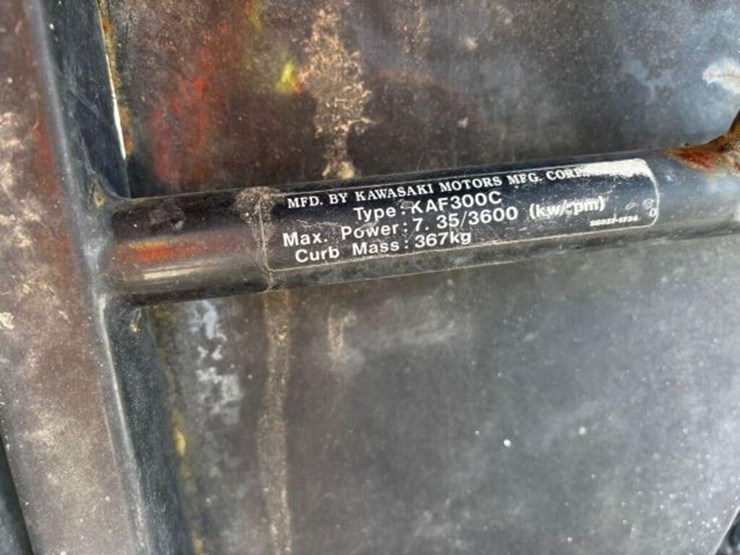 MFD. BY KAWASAKI MOTORS MFG. CORP.
Type: KAF300C
Max. Power: 7. 35/3600 (kw/rpm)
Curb Mass: 367kg